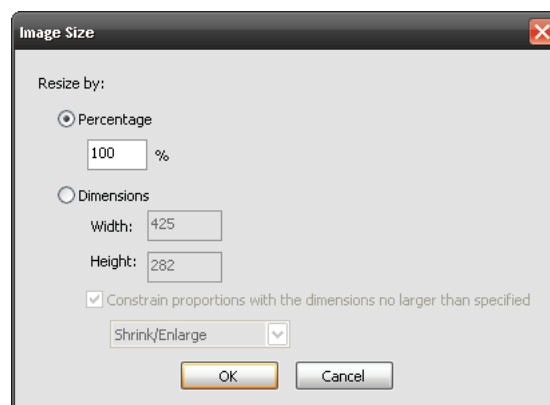 Image Size
Resize by:
Percentage
100 %
Dimensions
Width: 425
Height: 282
Constrain proportions with the dimensions no larger than specified
Shrink/Enlarge
OK Cancel